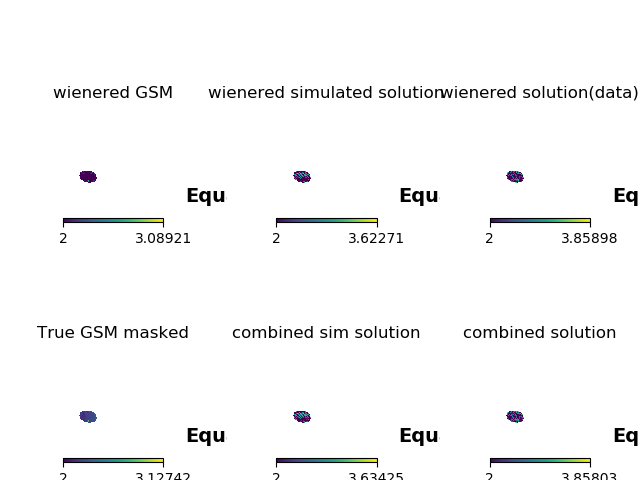 wienered GSM wienered simulated solution wienered solution(data)
Equ Equ Eq
2 3.08921 2 3.62271 2 3.85898
True GSM masked combined sim solution combined solution
Equ Equ Eq
2 3.12742 2 3.63425 2 3.85803